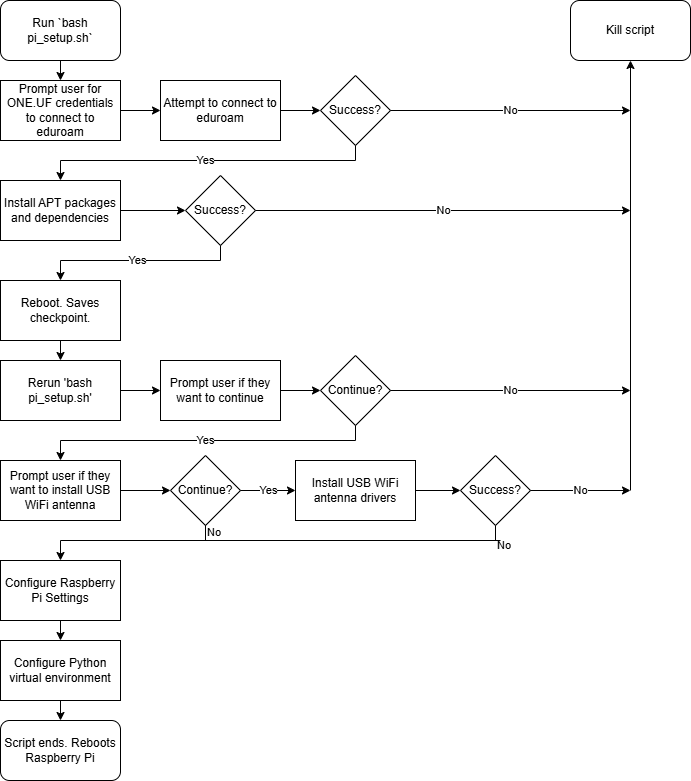 Run `bash
pi_setup.sh`
Kill script
Prompt user for
ONE.UF credentials
to connect to
eduroam
Attempt to connect to
eduroam
Success?
No
Yes
Install APT packages
and dependencies
Success?
No
Yes
Reboot. Saves
checkpoint.
Rerun 'bash
pi_setup.sh'
Prompt user if they
want to continue
Continue?
No
Yes
Prompt user if they
want to install USB
WiFi antenna
Continue?
Yes
Install USB WiFi
antenna drivers
Success?
No
No
No
Configure Raspberry
Pi Settings
Configure Python
virtual environment
Script ends. Reboots
Raspberry Pi